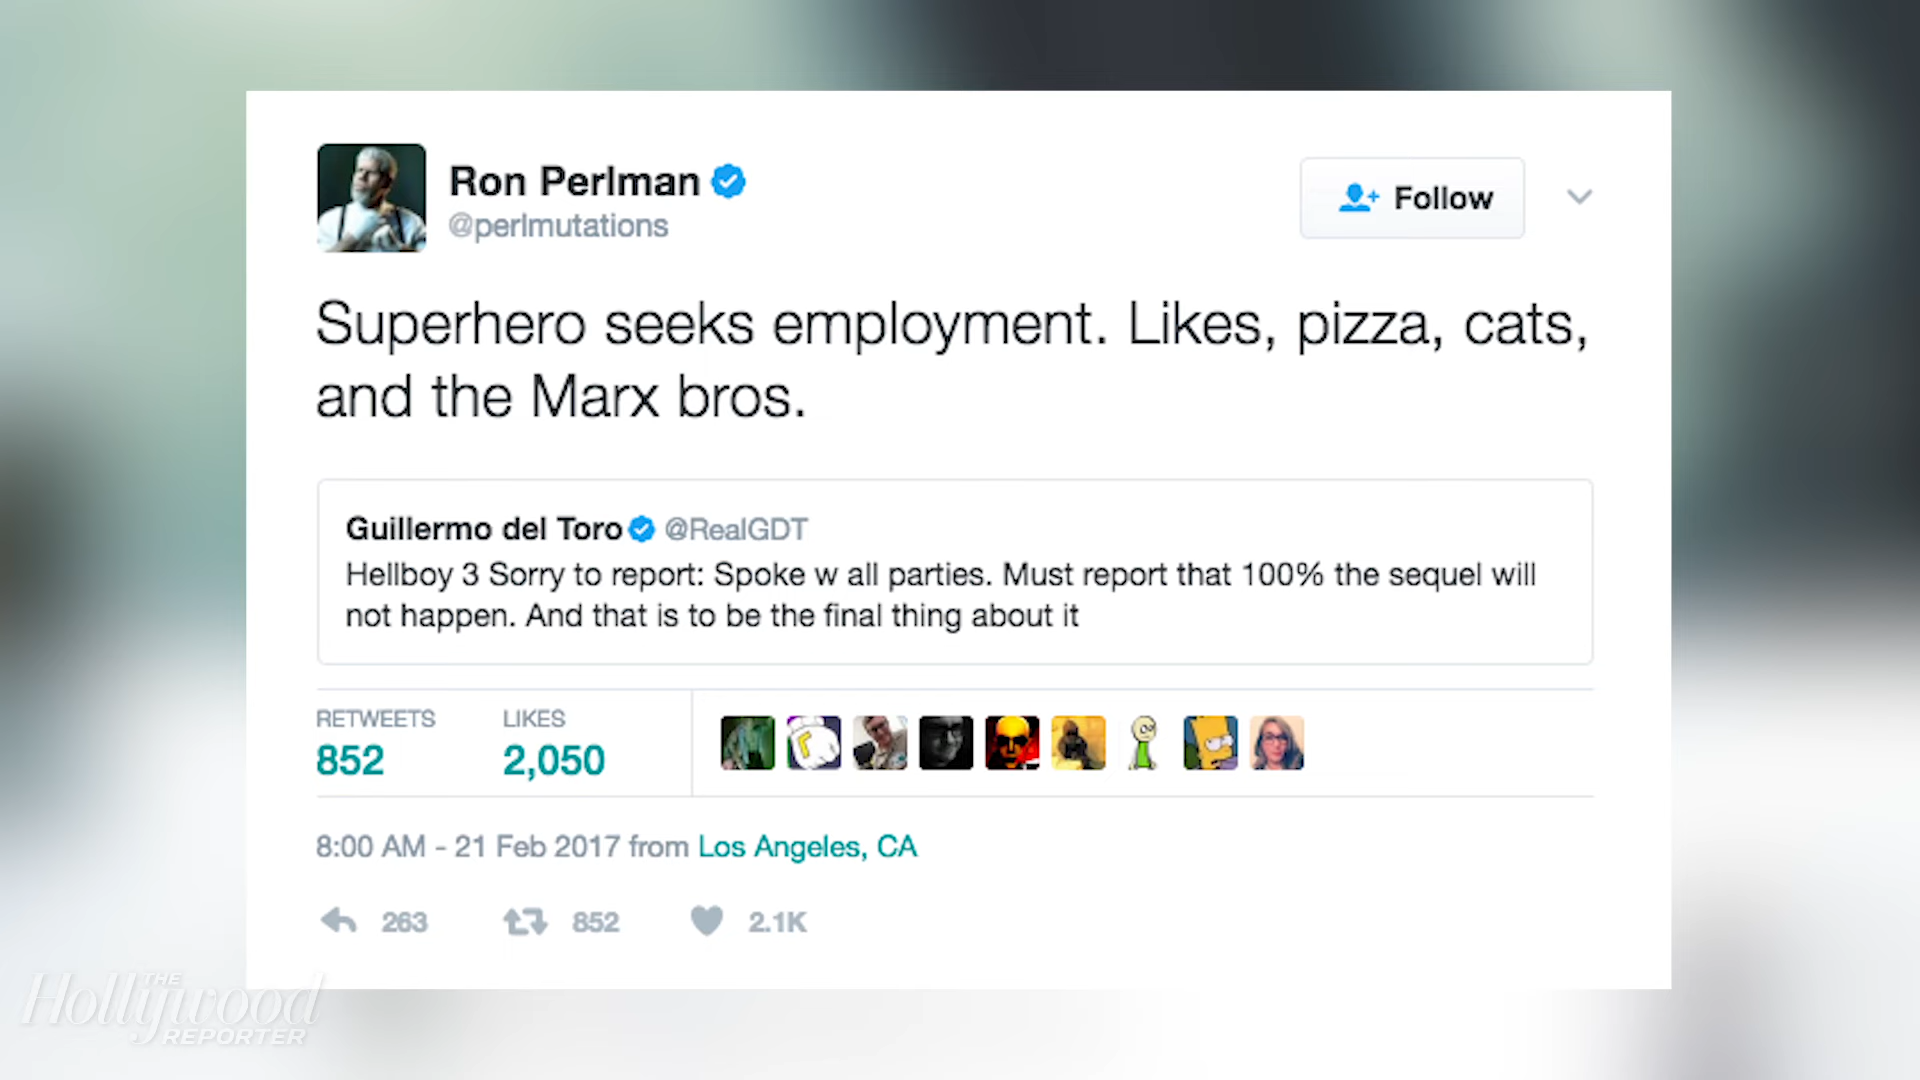 Ron Perlman
@perlmutations
Follow
Superhero seeks employment. Likes, pizza, cats,
and the Marx bros.
Guillermo del Toro @RealGDT
Hellboy 3 Sorry to report: Spoke w all parties. Must report that 100% the sequel will
not happen. And that is to be the final thing about it
RETWEETS LIKES
852 2,050
8:00 AM - 21 Feb 2017 from Los Angeles, CA
263 852 2.1K
THE
Hollywood
REPORTER